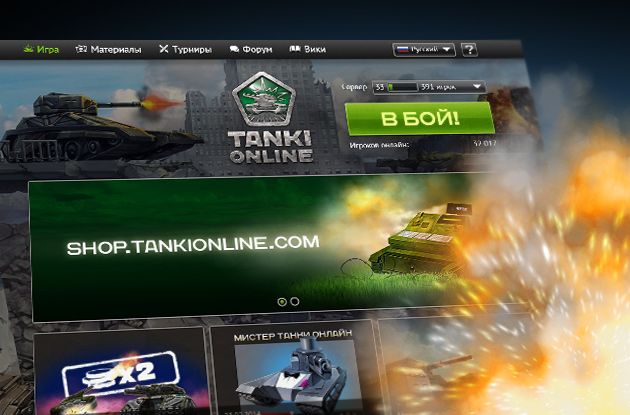 Игра Материалы Турниры Форум Вики Русский ?
Сервер 33 391 игрок
В БОЙ!
TANKI
ONLINE
Игроков онлайн: 37 017
SHOP.TANKIONLINE.COM
x2
МИСТЕР ТАНКИ ОНЛАЙН